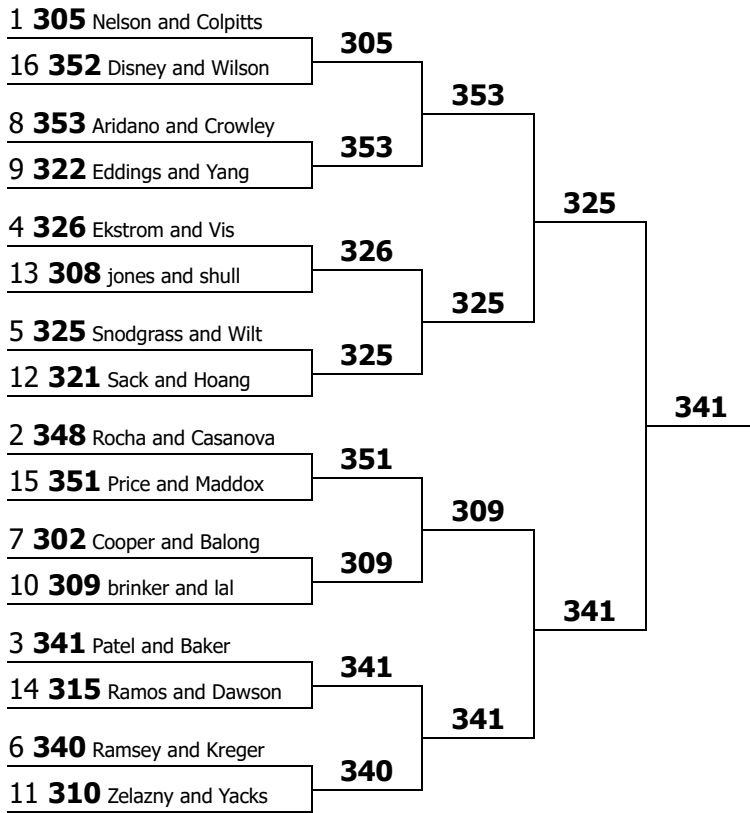 1 305 Nelson and Colpitts
305
16 352 Disney and Wilson
353
8 353 Aridano and Crowley
353
9 322 Eddings and Yang
325
4 326 Ekstrom and Vis
326
13 308 jones and shull
325
5 325 Snodgrass and Wilt
325
12 321 Sack and Hoang
341
2 348 Rocha and Casanova
351
15 351 Price and Maddox
309
7 302 Cooper and Balong
309
10 309 brinker and lal
341
3 341 Patel and Baker
341
14 315 Ramos and Dawson
341
6 340 Ramsey and Kreger
340
11 310 Zelazny and Yacks